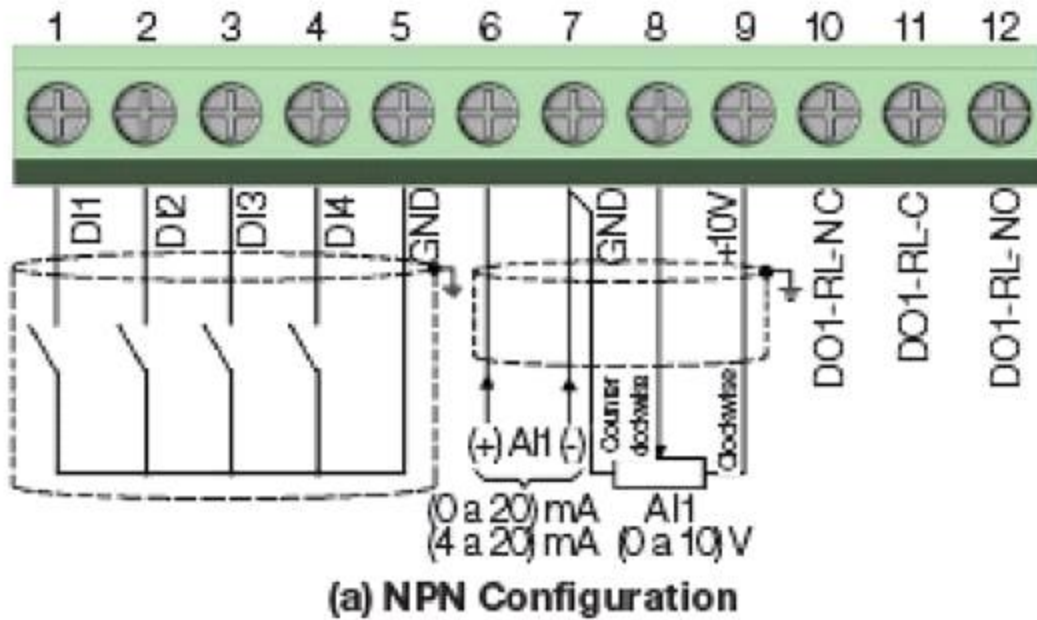 1 2 3 4 5 6 7 8 9 10 11 12
DI1
DI2
DI3
DI4
GND
GND
+10V
DO1-RL-NC
DO1-RL-C
DO1-RL-NO
Counter
clockwise
Clockwise
(+) AI1 (-)
(0 a 20) mA
(4 a 20) mA
AI1
(0 a 10) V
(a) NPN Configuration